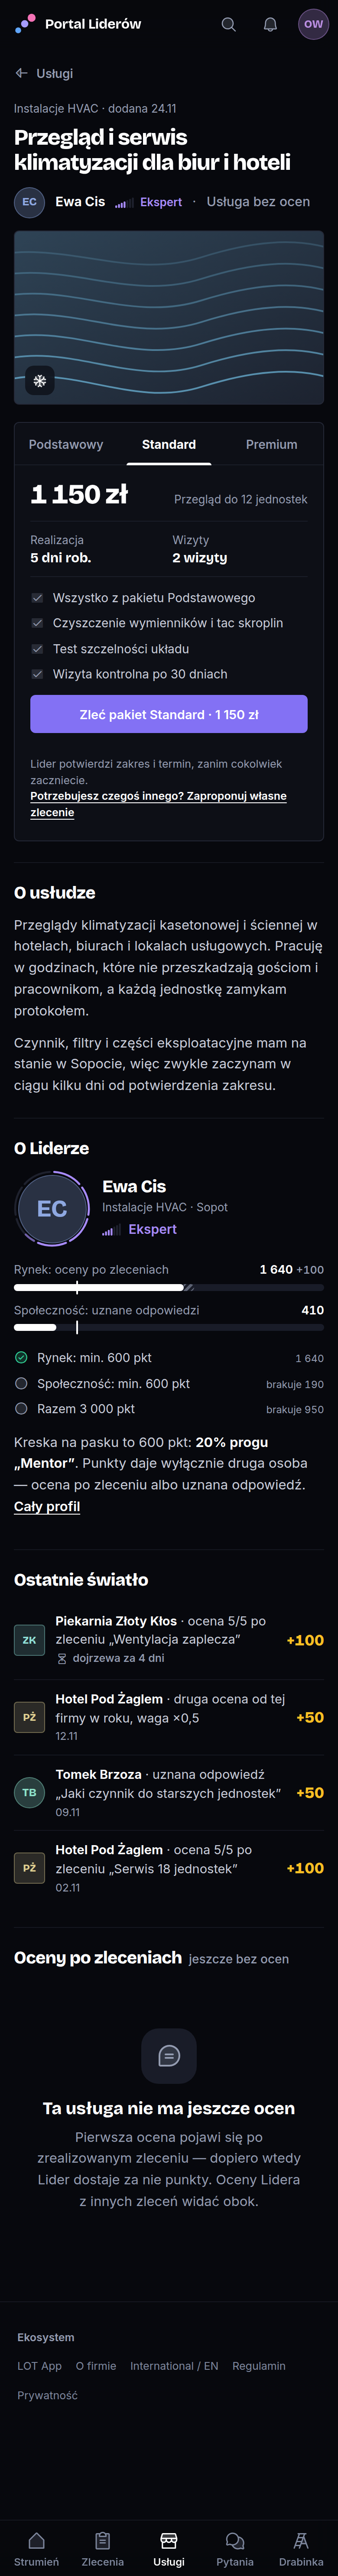 Portal Liderów
OW
Usługi
Instalacje HVAC · dodana 24.11
Przegląd i serwis
klimatyzacji dla biur i hoteli
EC Ewa Cis Ekspert · Usługa bez ocen
Podstawowy Standard Premium
1 150 zł Przegląd do 12 jednostek
Realizacja Wizyty
5 dni rob. 2 wizyty
Wszystko z pakietu Podstawowego
Czyszczenie wymienników i tac skroplin
Test szczelności układu
Wizyta kontrolna po 30 dniach
Zleć pakiet Standard · 1 150 zł
Lider potwierdzi zakres i termin, zanim cokolwiek
zaczniecie.
Potrzebujesz czegoś innego? Zaproponuj własne
zlecenie
O usłudze
Przeglądy klimatyzacji kasetonowej i ściennej w
hotelach, biurach i lokalach usługowych. Pracuję
w godzinach, które nie przeszkadzają gościom i
pracownikom, a każdą jednostkę zamykam
protokołem.
Czynnik, filtry i części eksploatacyjne mam na
stanie w Sopocie, więc zwykle zaczynam w
ciągu kilku dni od potwierdzenia zakresu.
O Liderze
EC
Ewa Cis
Instalacje HVAC · Sopot
Ekspert
Rynek: oceny po zleceniach 1 640 +100
Społeczność: uznane odpowiedzi 410
Rynek: min. 600 pkt 1 640
Społeczność: min. 600 pkt brakuje 190
Razem 3 000 pkt brakuje 950
Kreska na pasku to 600 pkt: 20% progu
„Mentor”. Punkty daje wyłącznie druga osoba
— ocena po zleceniu albo uznana odpowiedź.
Cały profil
Ostatnie światło
Piekarnia Złoty Kłos · ocena 5/5 po
ZK zleceniu „Wentylacja zaplecza” +100
dojrzewa za 4 dni
Hotel Pod Żaglem · druga ocena od tej
PŻ firmy w roku, waga ×0,5 +50
12.11
Tomek Brzoza · uznana odpowiedź
TB „Jaki czynnik do starszych jednostek” +50
09.11
Hotel Pod Żaglem · ocena 5/5 po
PŻ zleceniu „Serwis 18 jednostek” +100
02.11
Oceny po zleceniach jeszcze bez ocen
Ta usługa nie ma jeszcze ocen
Pierwsza ocena pojawi się po
zrealizowanym zleceniu — dopiero wtedy
Lider dostaje za nie punkty. Oceny Lidera
z innych zleceń widać obok.
Ekosystem
LOT App O firmie International / EN Regulamin
Prywatność
Strumień Zlecenia Usługi Pytania Drabinka